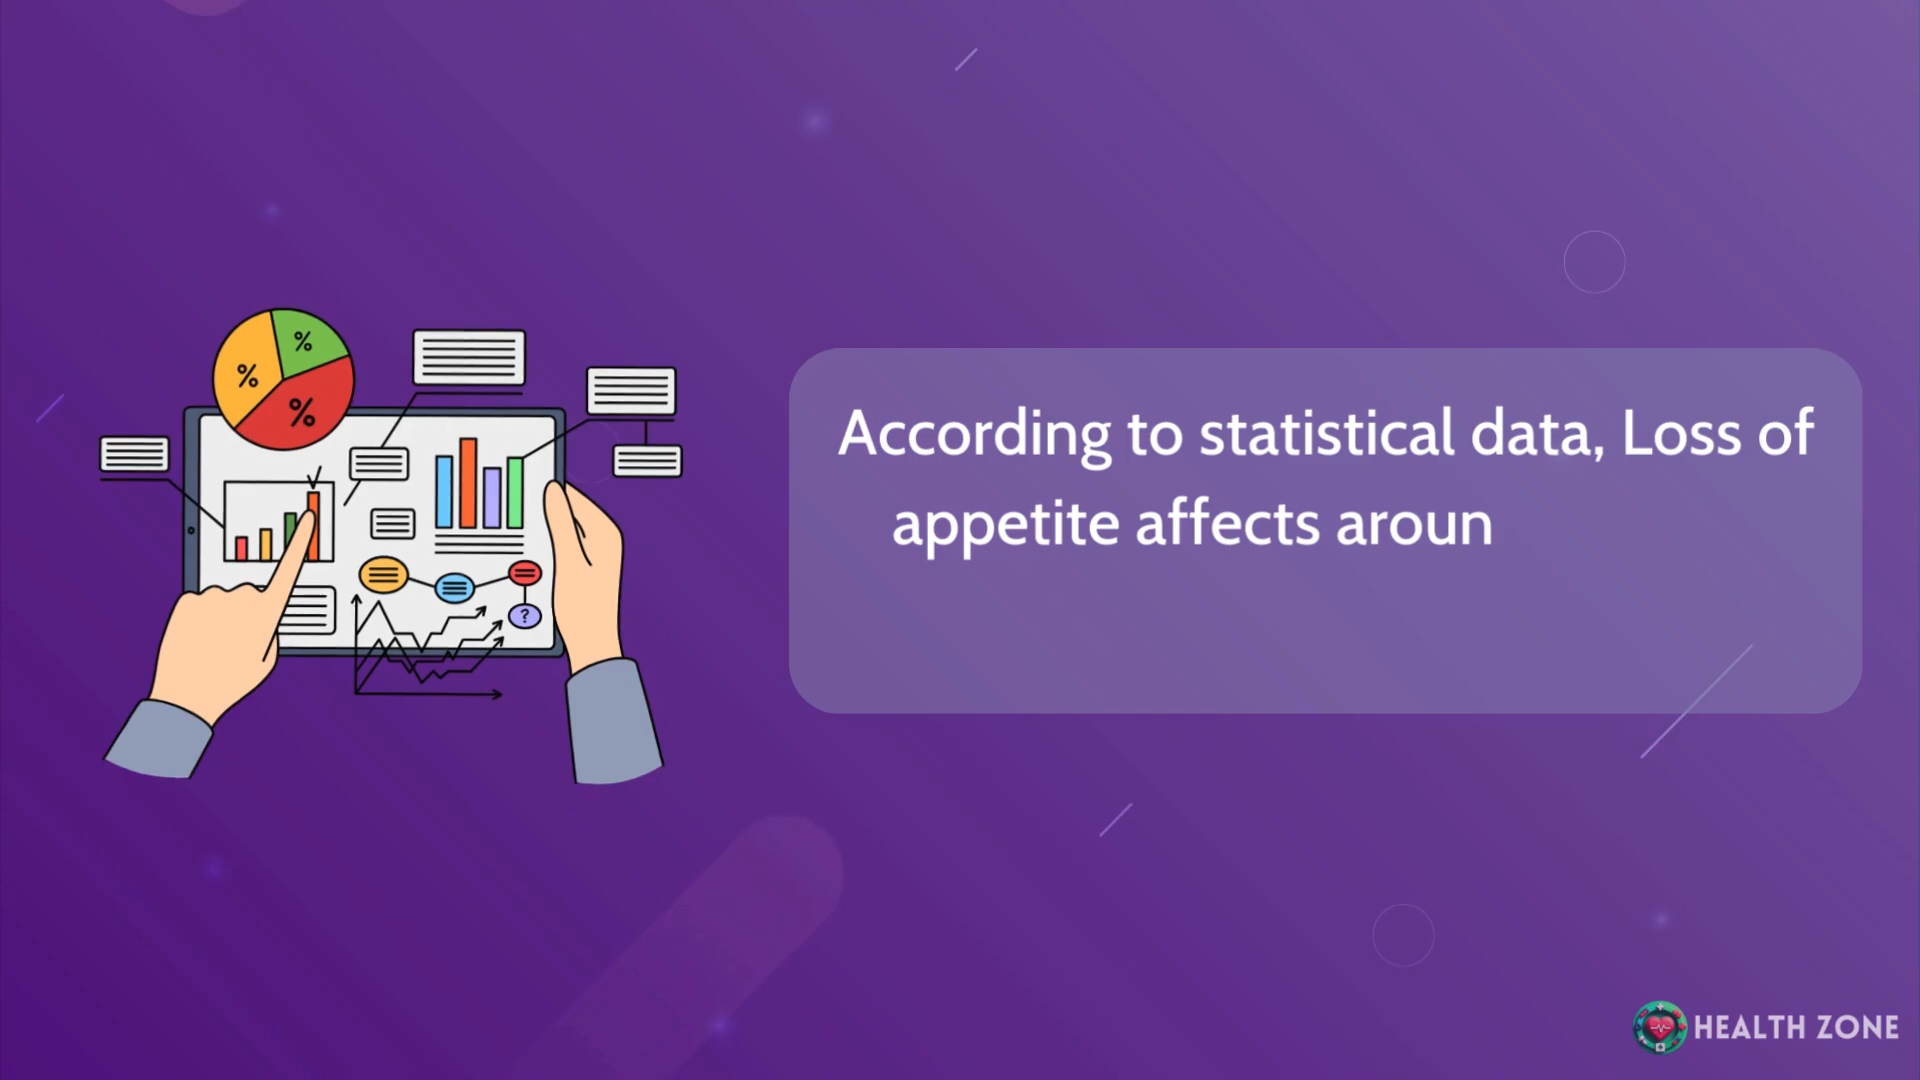 According to statistical data, Loss of
appetite affects aroun
%
%
%
?
HEALTH ZONE